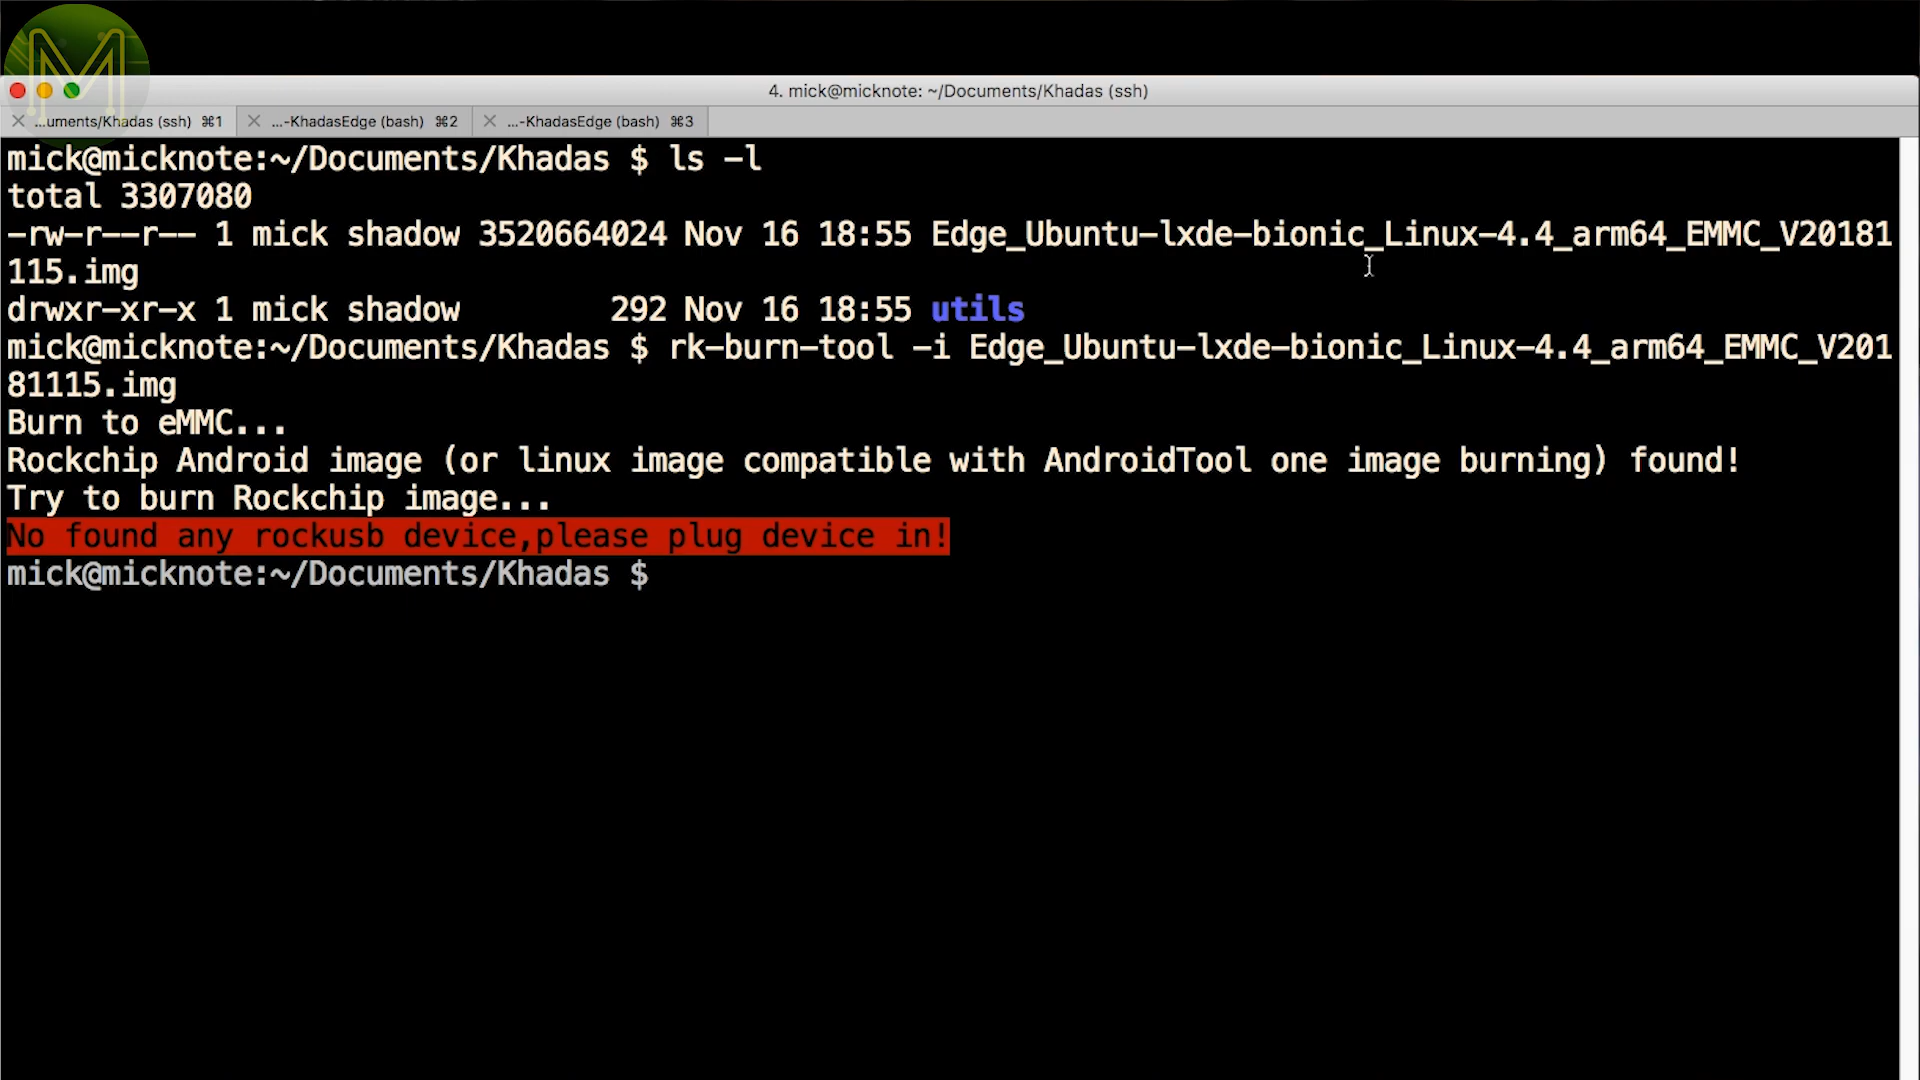 M
4. mick@micknote: ~/Documents/Khadas (ssh)
...uments/Khadas (ssh) ⌘1 ...-KhadasEdge (bash) ⌘2 ...-KhadasEdge (bash) ⌘3
mick@micknote:~/Documents/Khadas $ ls -l
total 3307080
-rw-r--r-- 1 mick shadow 3520664024 Nov 16 18:55 Edge_Ubuntu-lxde-bionic_Linux-4.4_arm64_EMMC_V20181
115.img
drwxr-xr-x 1 mick shadow        292 Nov 16 18:55 utils
mick@micknote:~/Documents/Khadas $ rk-burn-tool -i Edge_Ubuntu-lxde-bionic_Linux-4.4_arm64_EMMC_V201
81115.img
Burn to eMMC...
Rockchip Android image (or linux image compatible with AndroidTool one image burning) found!
Try to burn Rockchip image...
No found any rockusb device,please plug device in!
mick@micknote:~/Documents/Khadas $